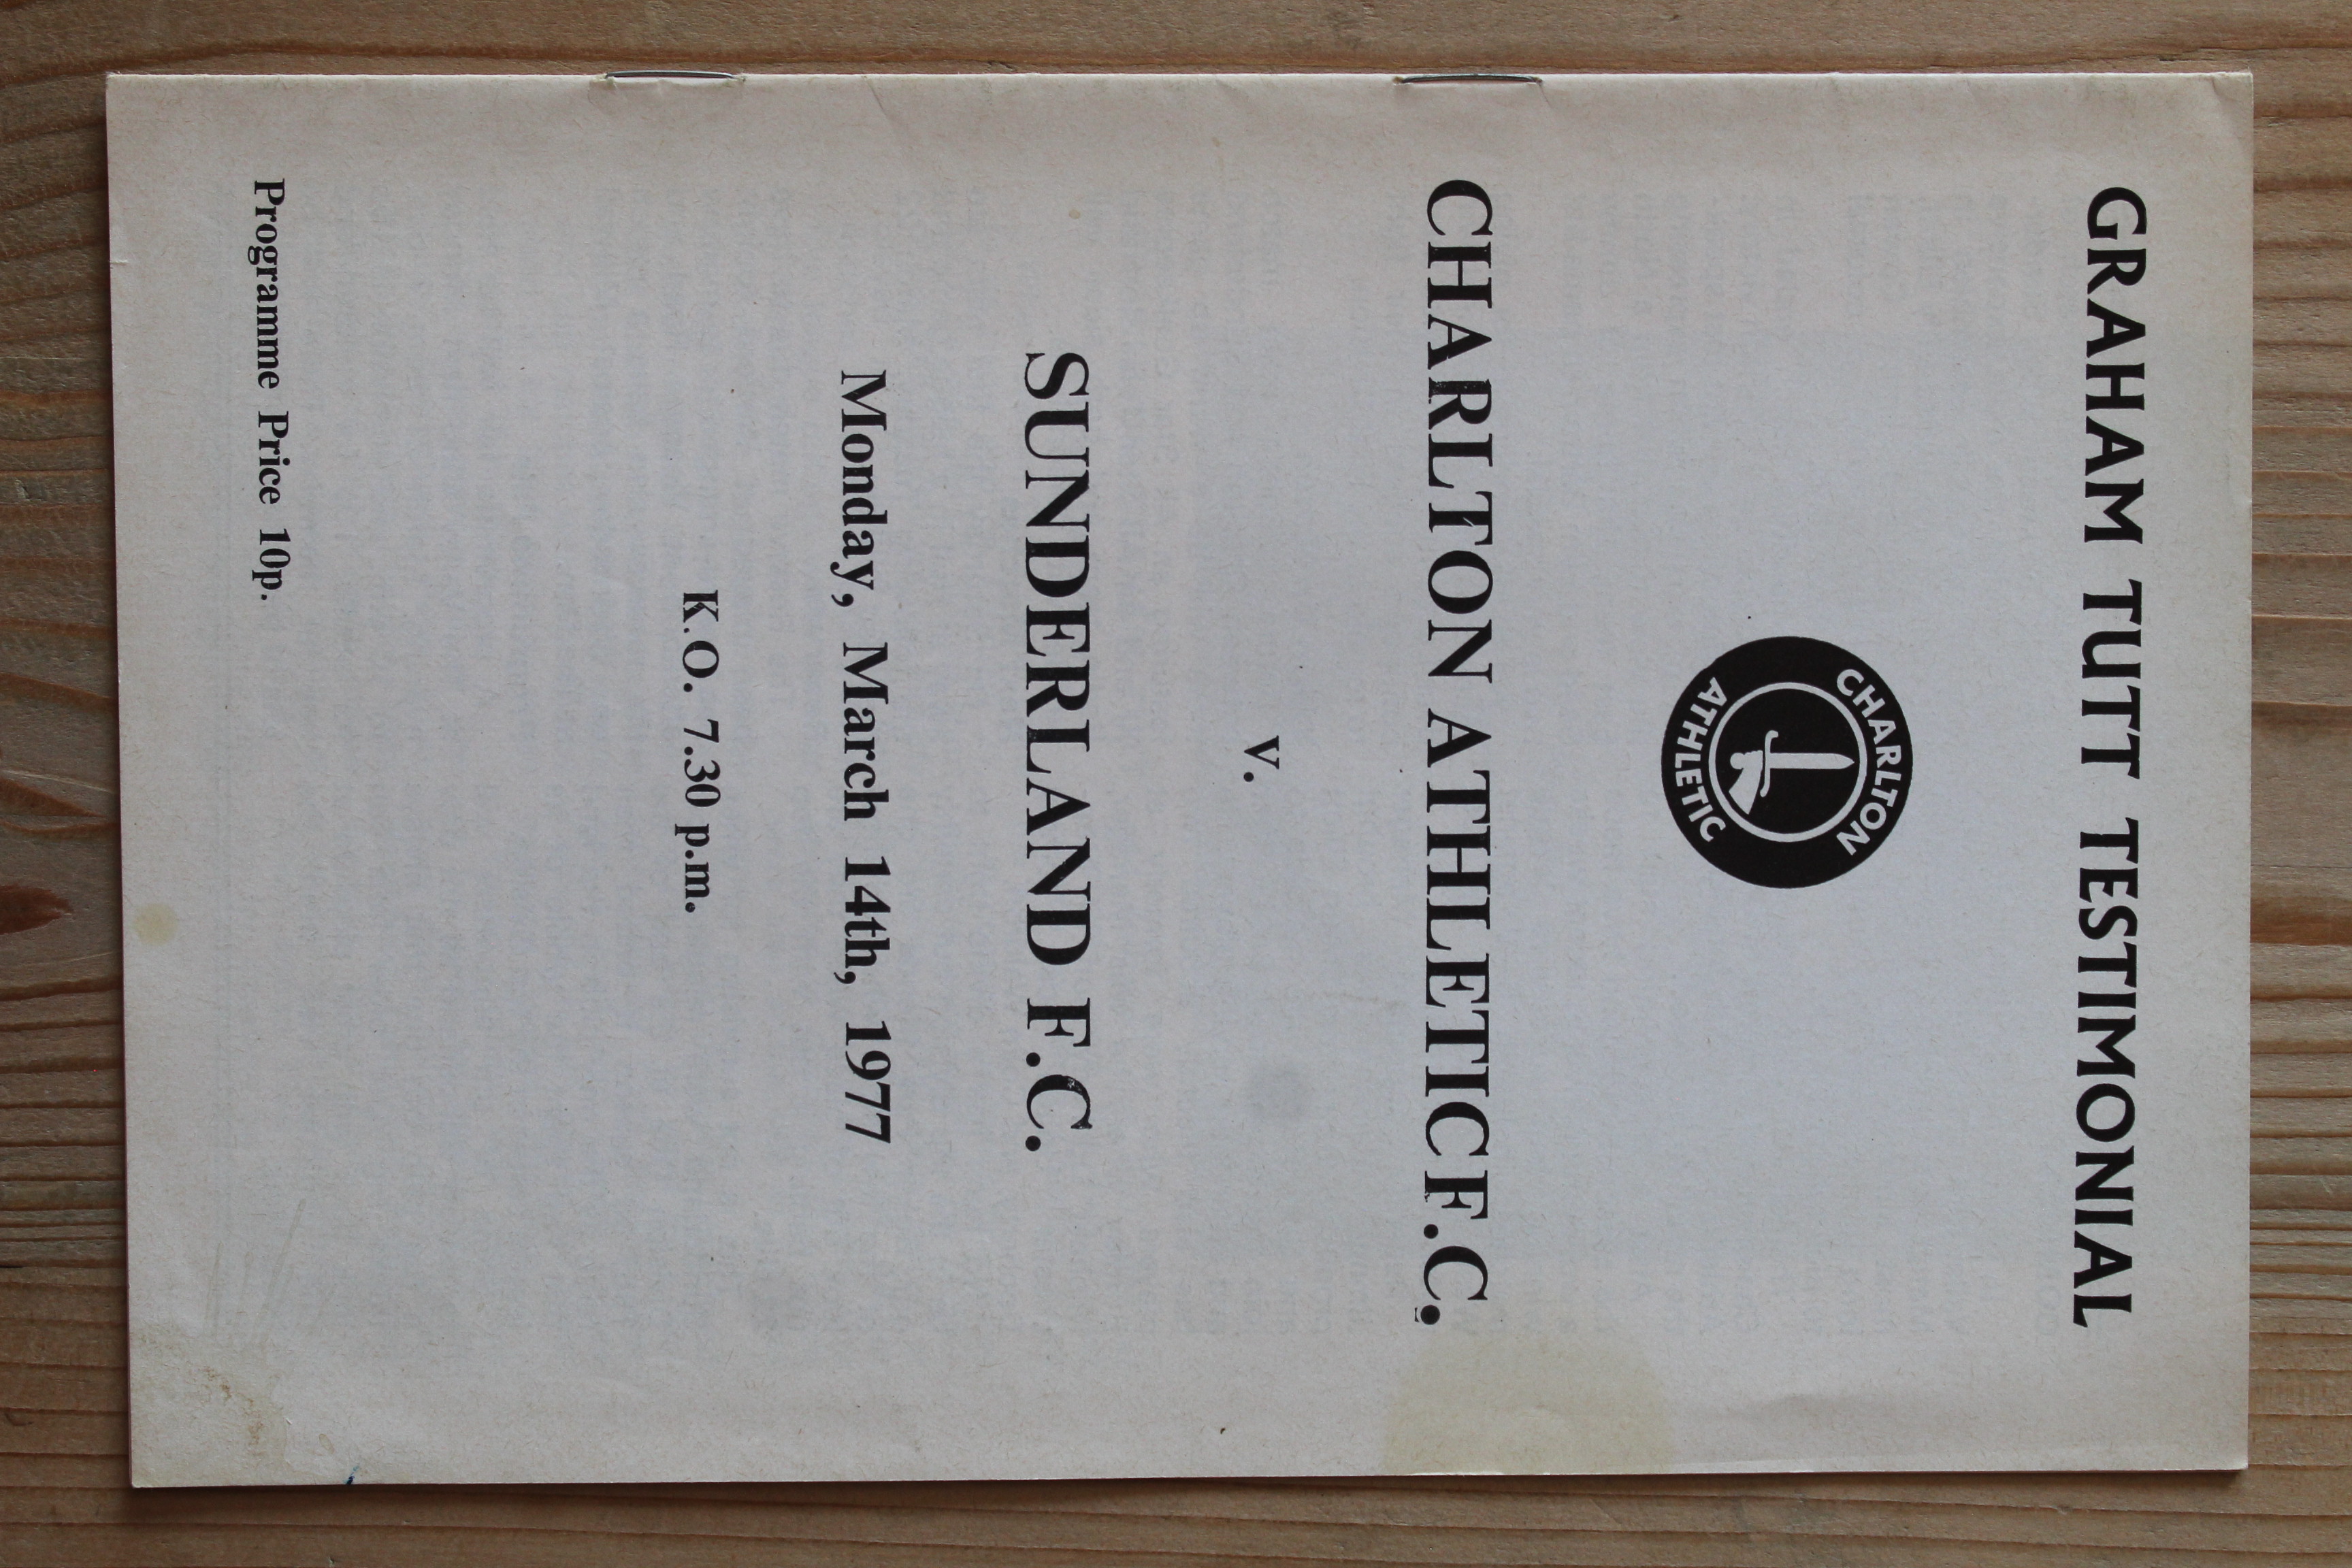 GRAHAM TUTT TESTIMONIAL
CHARLTON
ATHLETIC
CHARLTON ATHLETIC F.C.
v.
SUNDERLAND F.C.
Monday, March 14th, 1977
K.O. 7.30 p.m.
Programme Price 10p.